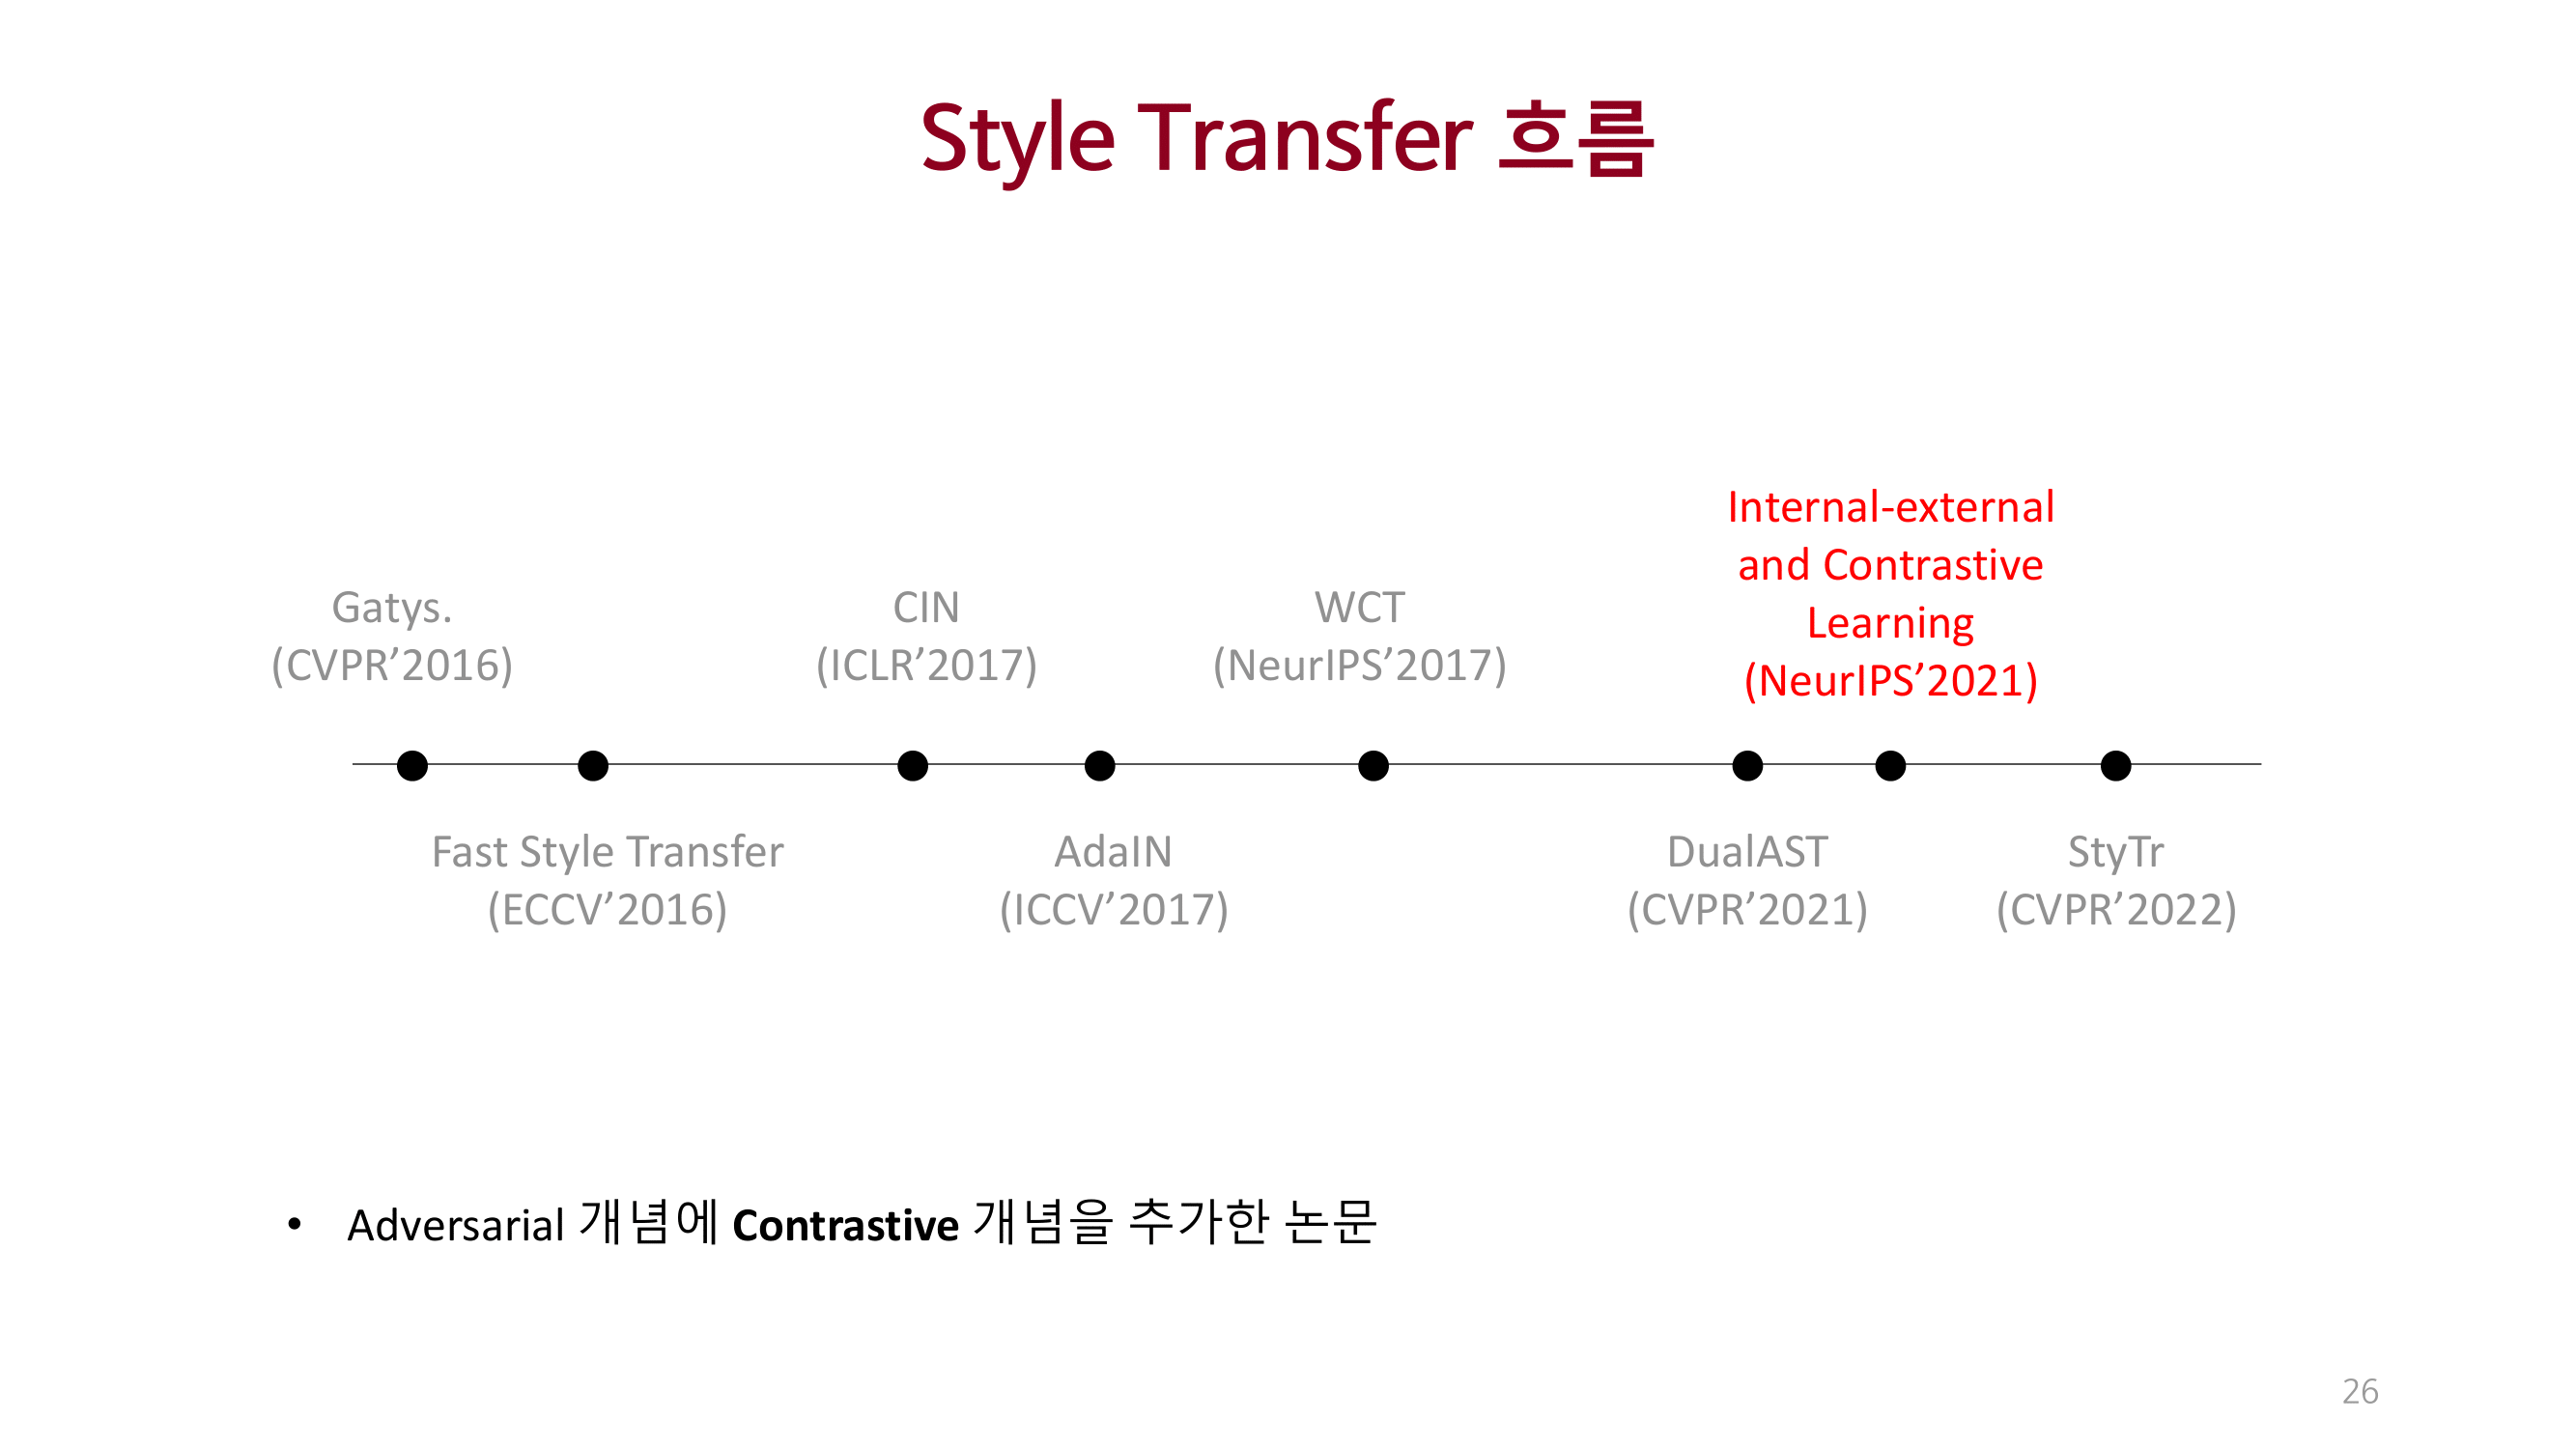 Style Transfer 흐름
Internal-external
and Contrastive
Learning
(NeurIPS’2021)
Gatys.
(CVPR’2016)
CIN
(ICLR’2017)
WCT
(NeurIPS’2017)
Fast Style Transfer
(ECCV’2016)
AdaIN
(ICCV’2017)
DualAST
(CVPR’2021)
StyTr
(CVPR’2022)
• Adversarial 개념에 Contrastive 개념을 추가한 논문
26